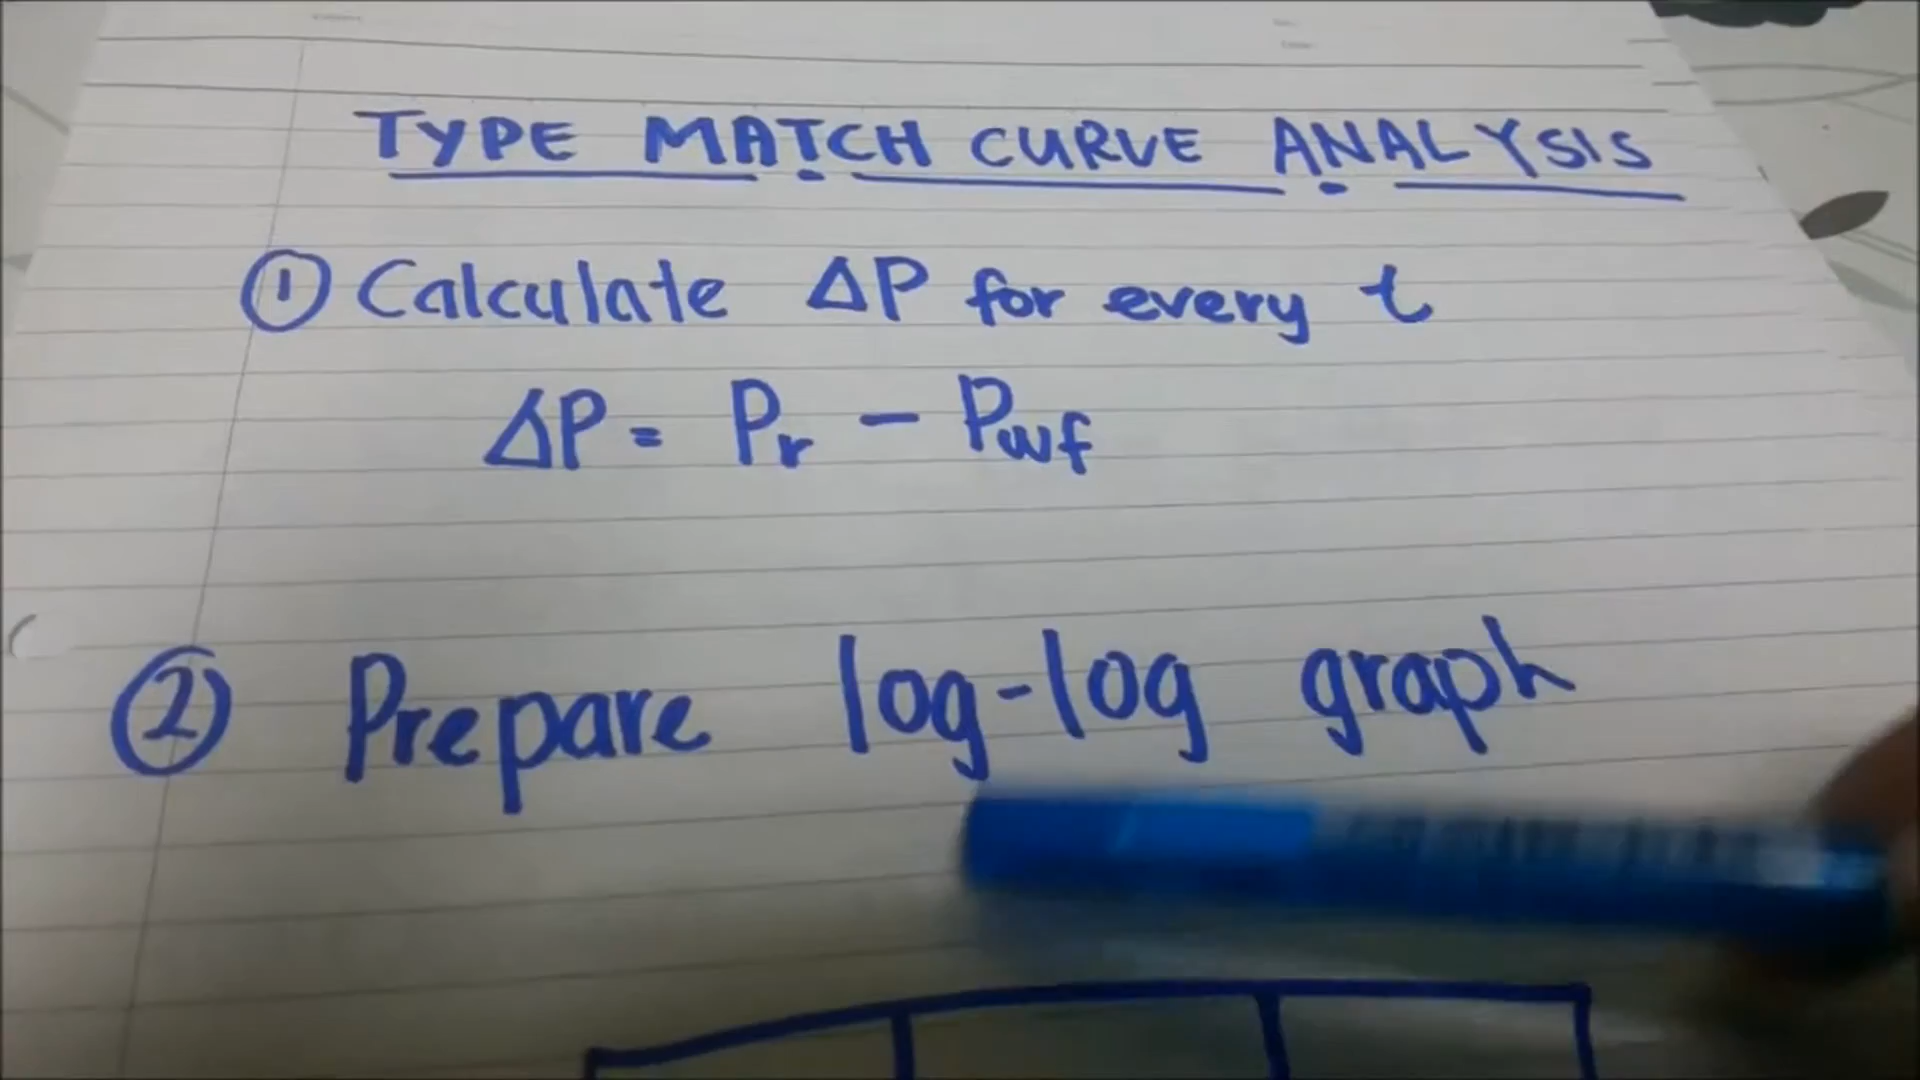 TYPE MATCH CURVE ANALYSIS
① Calculate ΔP for every t
ΔP = Pr - Pwf
② Prepare log-log graph